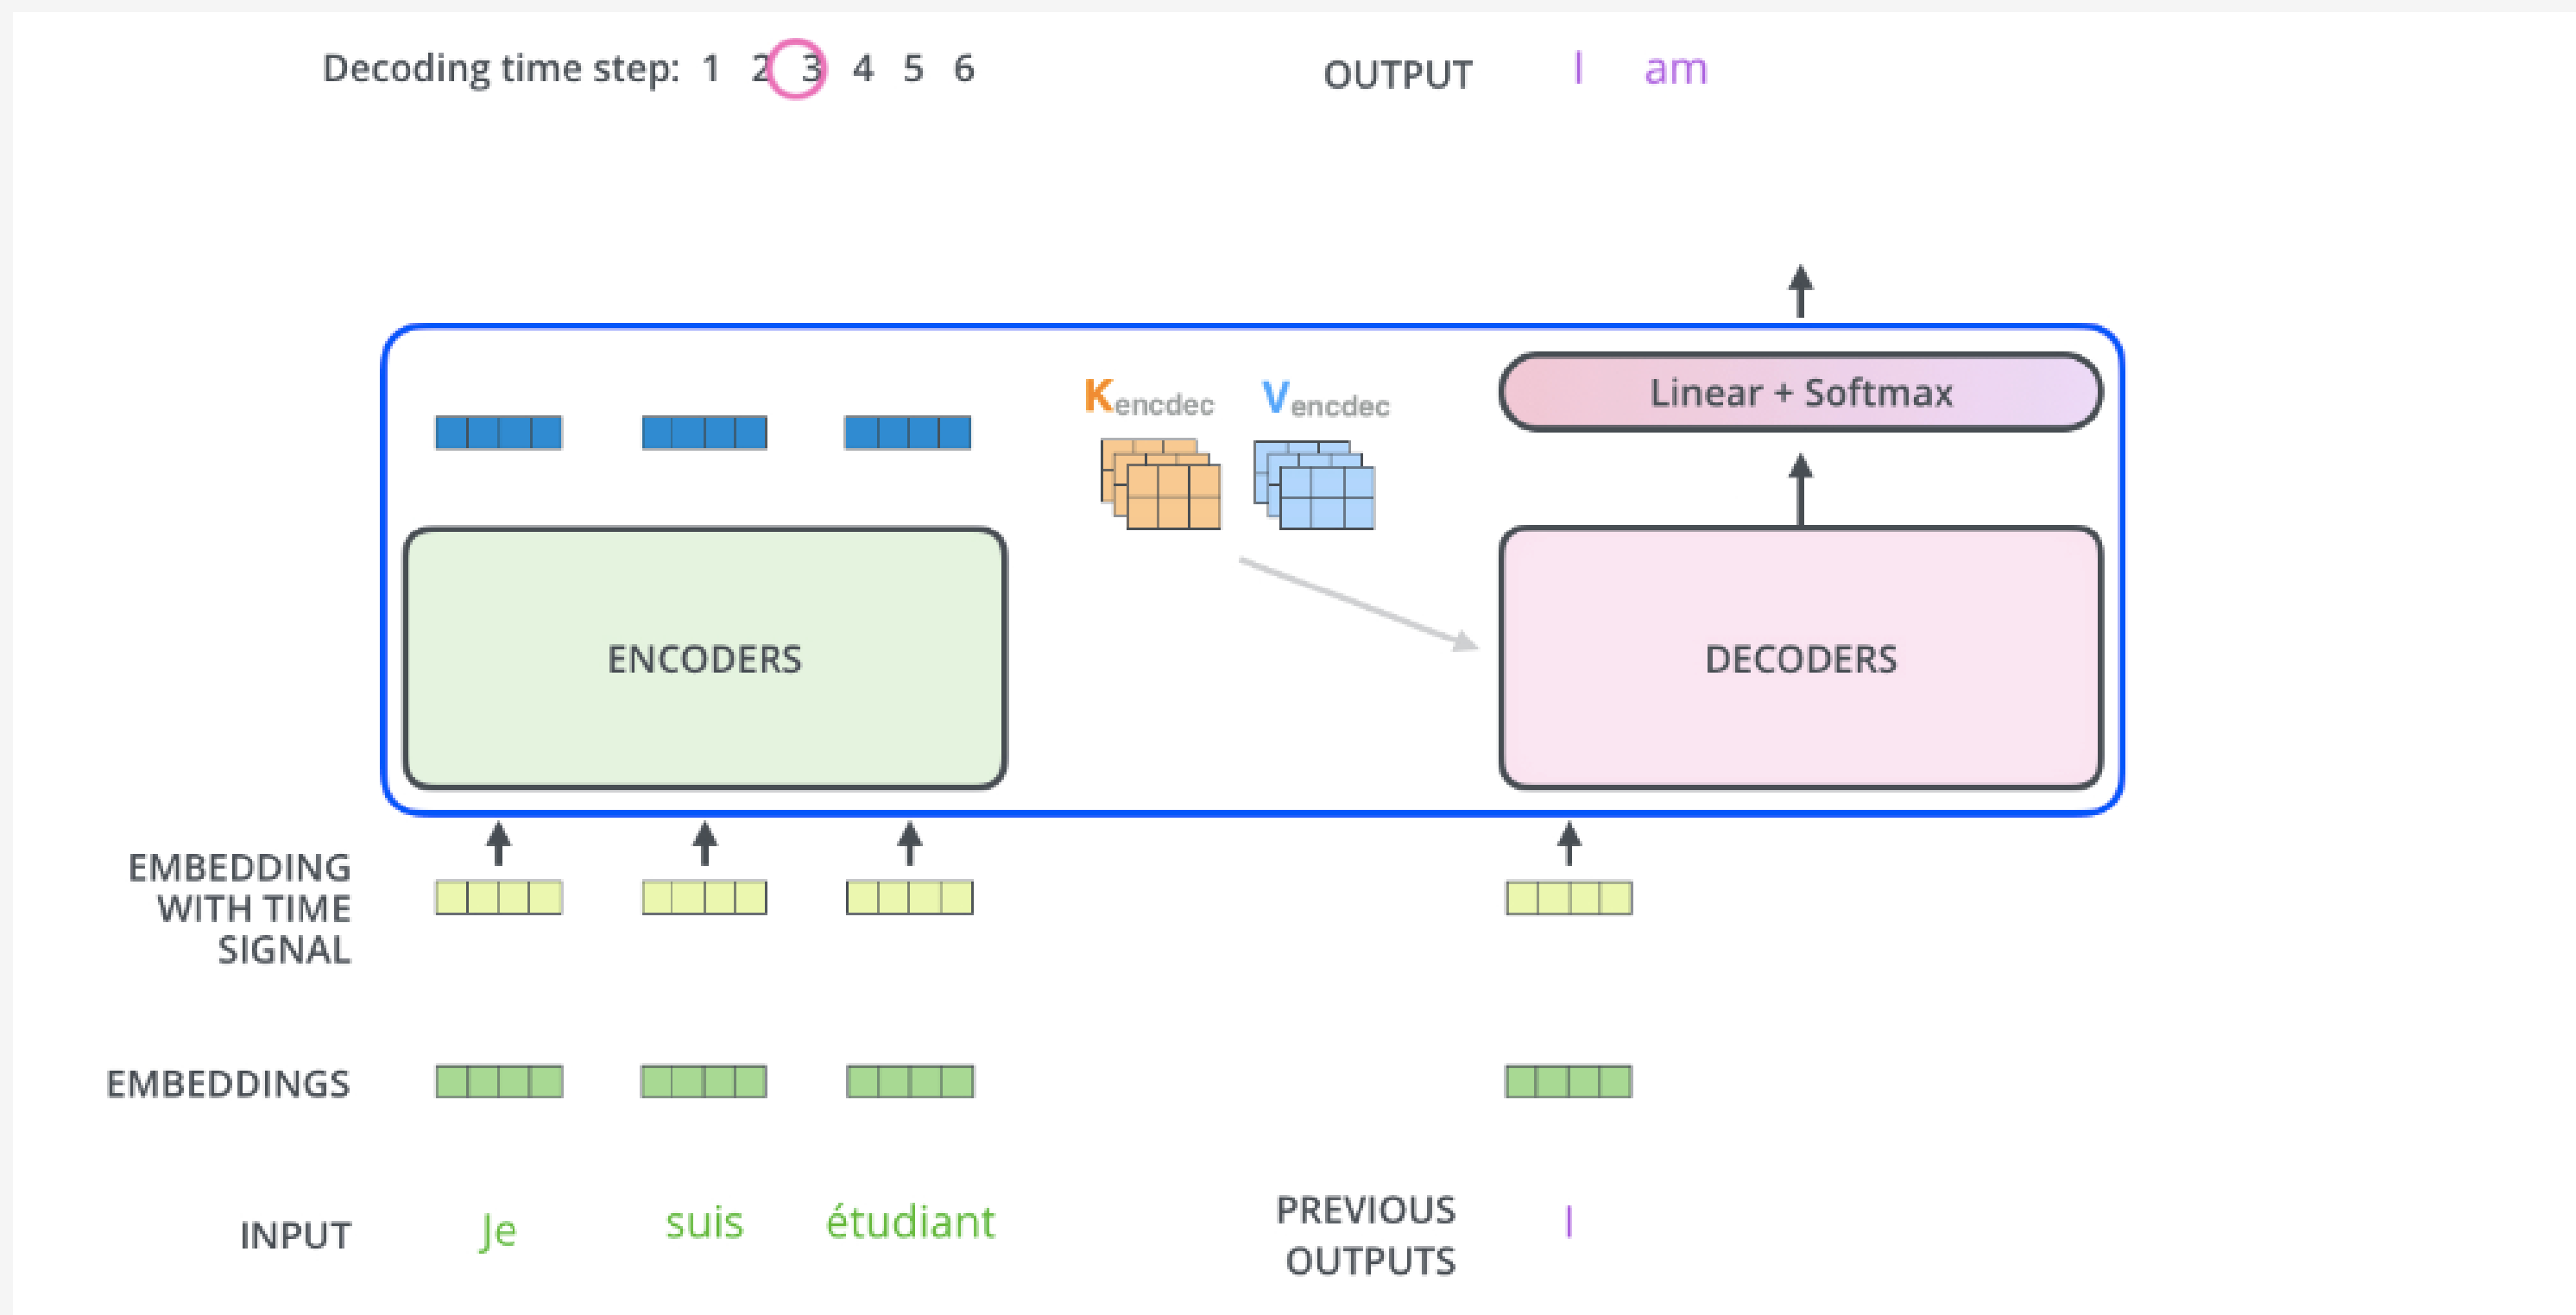 Decoding time step: 1 2 3 4 5 6
OUTPUT I am
Kencdec Vencdec
Linear + Softmax
ENCODERS
DECODERS
EMBEDDING
WITH TIME
SIGNAL
EMBEDDINGS
INPUT Je suis étudiant
PREVIOUS
OUTPUTS
I